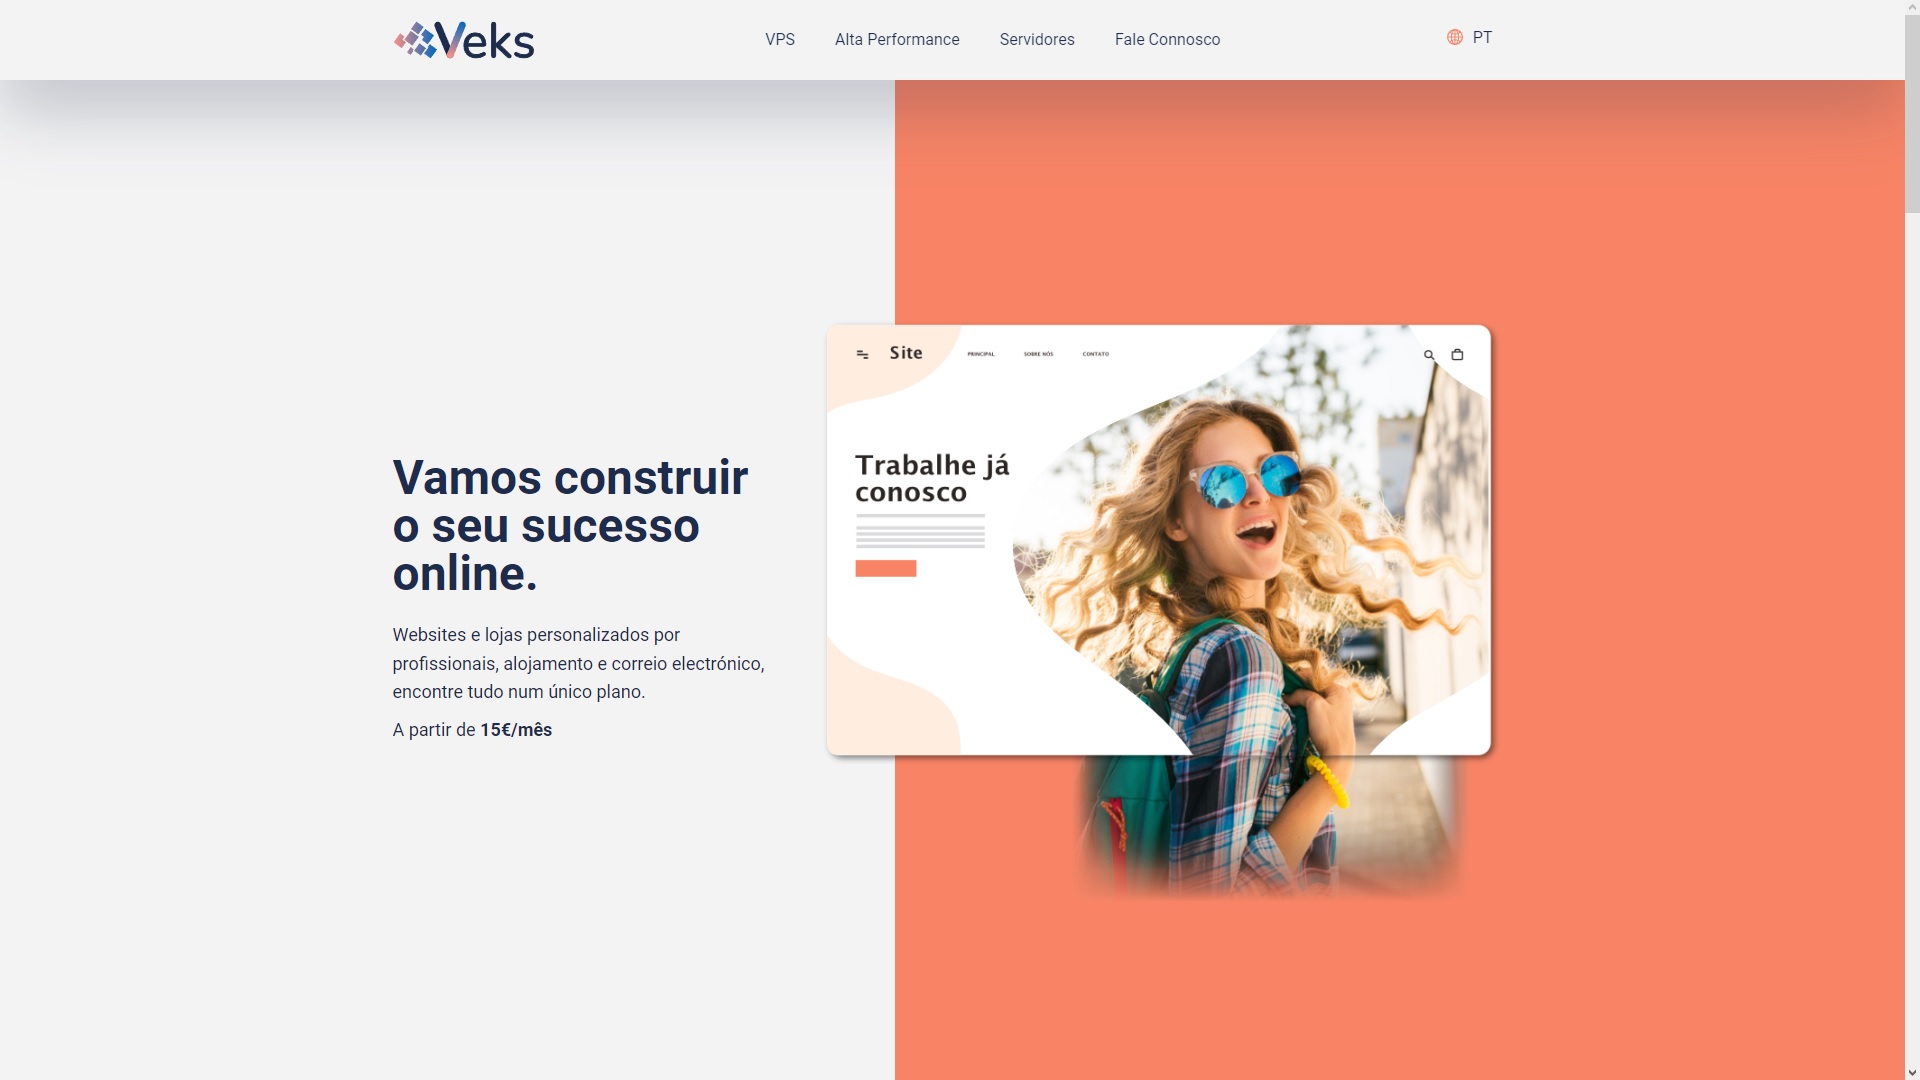 Veks
VPS
Alta Performance
Servidores
Fale Connosco
PT
Vamos construir
o seu sucesso
online.
Websites e lojas personalizados por
profissionais, alojamento e correio electrónico,
encontre tudo num único plano.
A partir de 15€/mês
Site
PRINCIPAL
SOBRE NÓS
CONTATO
Trabalhe já
conosco